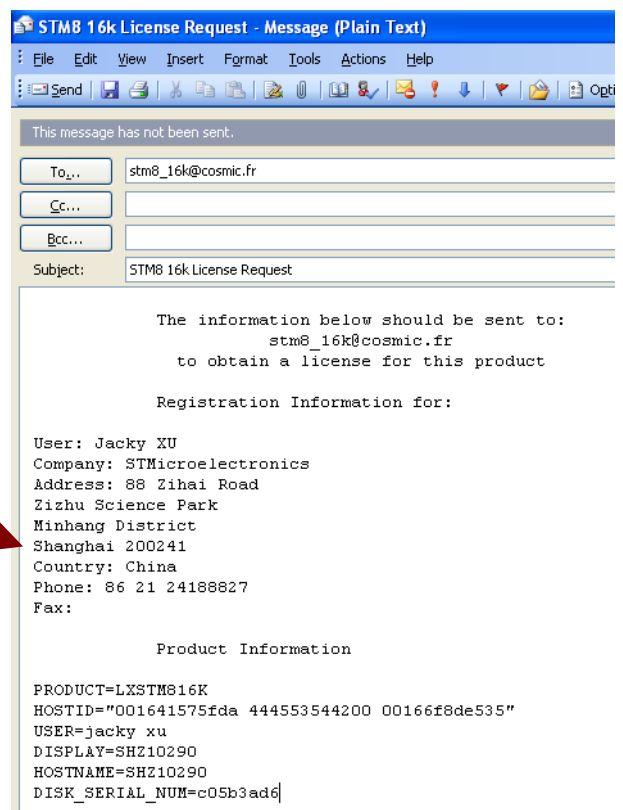 STM8 16k License Request - Message (Plain Text)
File Edit View Insert Format Tools Actions Help
Send Opti
This message has not been sent.
To... stm8_16k@cosmic.fr
Cc...
Bcc...
Subject: STM8 16k License Request
The information below should be sent to:
stm8_16k@cosmic.fr
to obtain a license for this product
Registration Information for:
User: Jacky XU
Company: STMicroelectronics
Address: 88 Zihai Road
Zizhu Science Park
Minhang District
Shanghai 200241
Country: China
Phone: 86 21 24188827
Fax:
Product Information
PRODUCT=LXSTM816K
HOSTID="001641575fda 444553544200 00166f8de535"
USER=jacky xu
DISPLAY=SHZ10290
HOSTNAME=SHZ10290
DISK_SERIAL_NUM=c05b3ad6